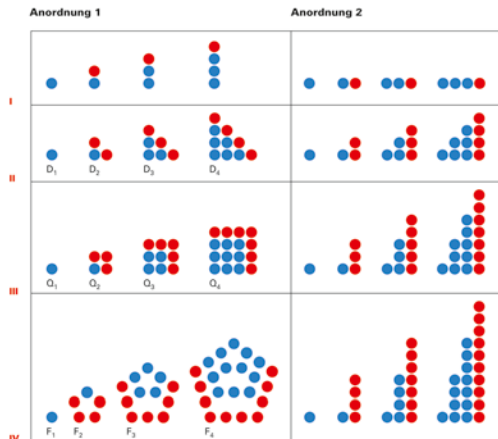 Anordnung 1 Anordnung 2
I
D1 D2 D3 D4
II
Q1 Q2 Q3 Q4
III
F1 F2 F3 F4
IV